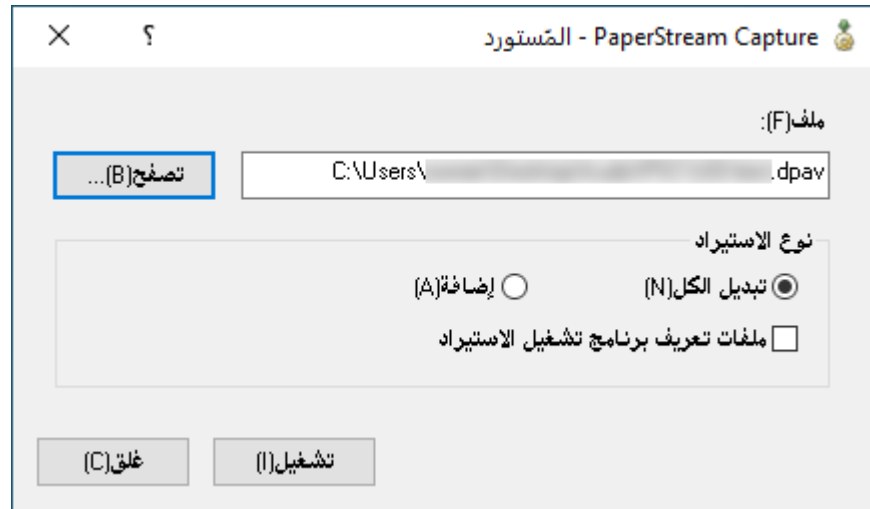 PaperStream Capture - المّستورد
ملف(F):
C:\Users\ .dpav
تصفح(B)...
نوع الاستيراد
تبديل الكل(N)
إضافة(A)
ملفات تعريف برنامج تشغيل الاستيراد
تشغيل(I)
غلق(C)